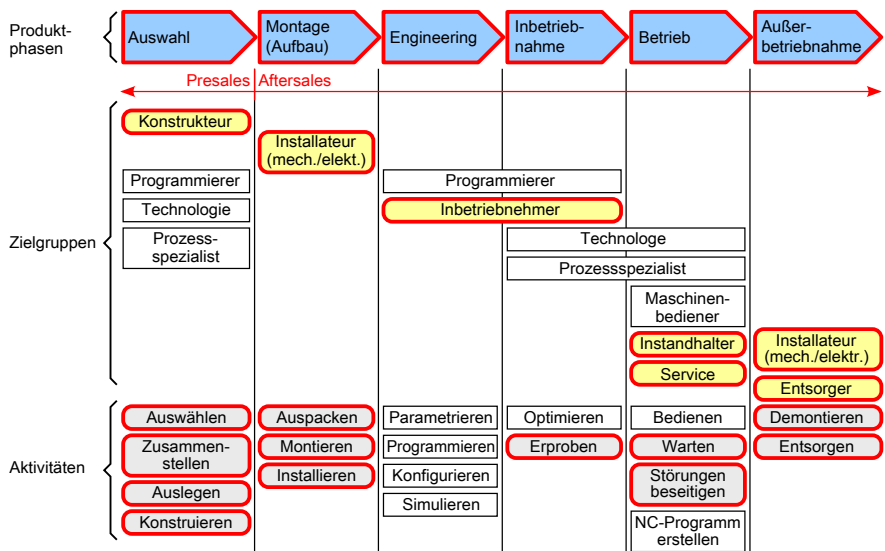 Produkt-
phasen
Auswahl
Montage
(Aufbau)
Engineering
Inbetrieb-
nahme
Betrieb
Außer-
betriebnahme
Presales
Aftersales
Zielgruppen
Konstrukteur
Installateur
(mech./elekt.)
Programmierer
Programmierer
Technologie
Inbetriebnehmer
Prozess-
spezialist
Technologe
Prozessspezialist
Maschinen-
bediener
Instandhalter
Service
Installateur
(mech./elektr.)
Entsorger
Aktivitäten
Auswählen
Zusammen-
stellen
Auslegen
Konstruieren
Auspacken
Montieren
Installieren
Parametrieren
Programmieren
Konfigurieren
Simulieren
Optimieren
Erproben
Bedienen
Warten
Störungen
beseitigen
NC-Programm
erstellen
Demontieren
Entsorgen